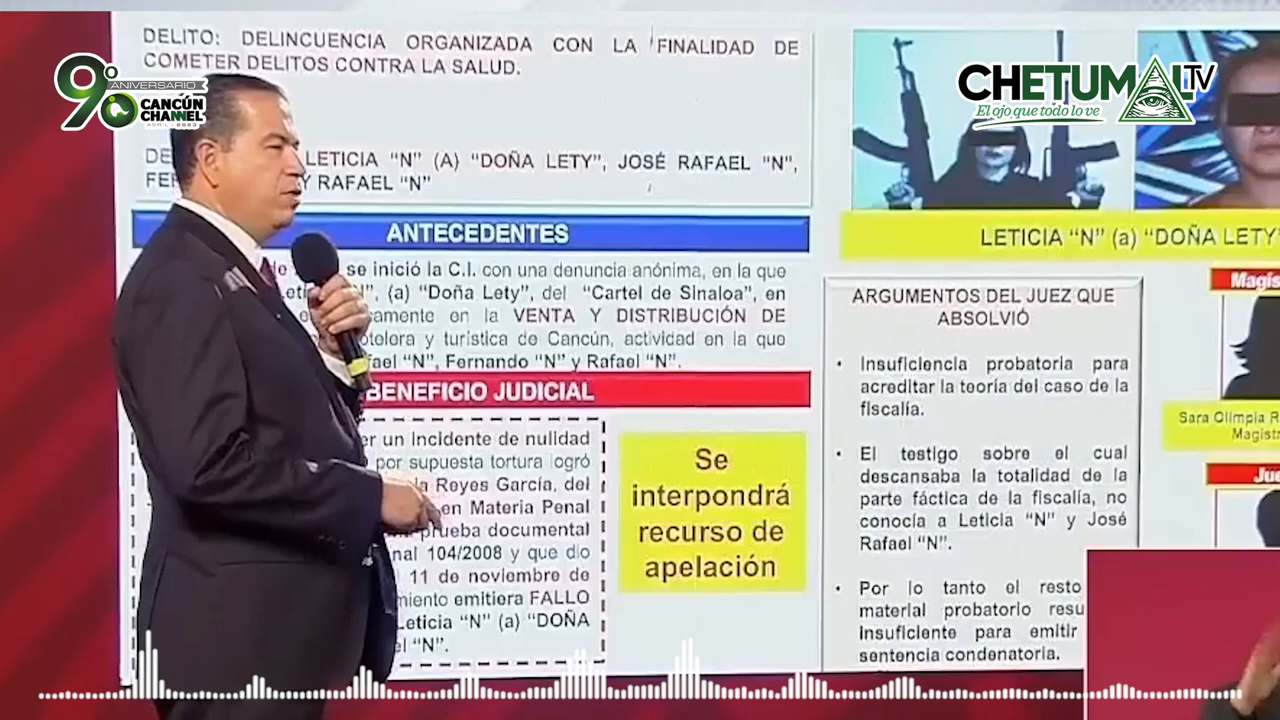 DELITO: DELINCUENCIA ORGANIZADA CON LA FINALIDAD DE
COMETER DELITOS CONTRA LA SALUD.
9°
ANIVERSARIO
CANCÚN
CHANNEL
CHETUMAL TV
El ojo que todo lo ve
LETICIA “N” (A) “DOÑA LETY”, JOSÉ RAFAEL “N”,
Y RAFAEL “N”
ANTECEDENTES
se inició la C.I. con una denuncia anónima, en la que
“N”, (a) “Doña Lety”, del “Cartel de Sinaloa”, en
en la VENTA Y DISTRIBUCIÓN DE
y turística de Cancún, actividad en la que
“N”, Fernando “N” y Rafael “N”.
BENEFICIO JUDICIAL
un incidente de nulidad
por supuesta tortura logró
Reyes García, del
en Materia Penal
prueba documental
104/2008 y que dio
11 de noviembre de
emitiera FALLO
Leticia “N” (a) “DOÑA
“N”.
Se
interpondrá
recurso de
apelación
LETICIA “N” (a) “DOÑA LETY”
ARGUMENTOS DEL JUEZ QUE
ABSOLVIÓ
• Insuficiencia probatoria para
acreditar la teoría del caso de la
fiscalía.
• El testigo sobre el cual
descansaba la totalidad de la
parte fáctica de la fiscalía, no
conocía a Leticia “N” y José
Rafael “N”.
• Por lo tanto el resto
material probatorio resu
Insuficiente para emitir
sentencia condenatoria.
Magis
Sara Olimpia R
Magistr
Jue